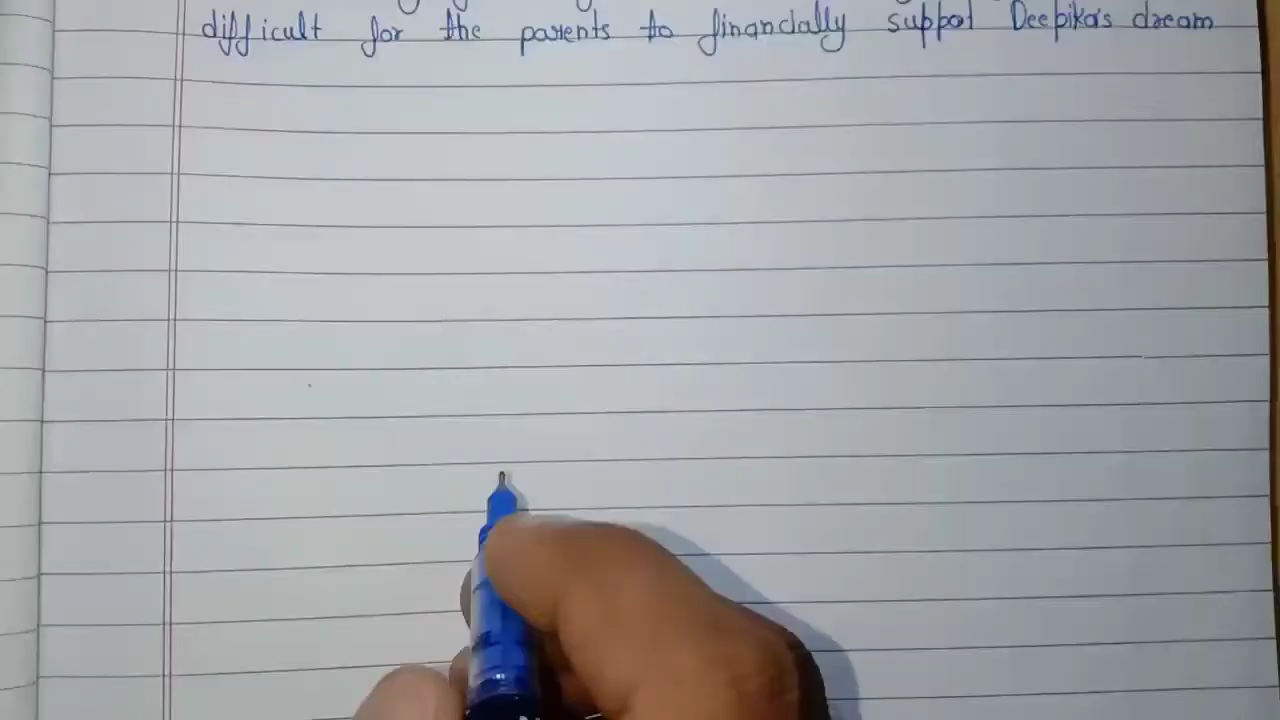 difficult for the parents to financially suppot Deepika's dream